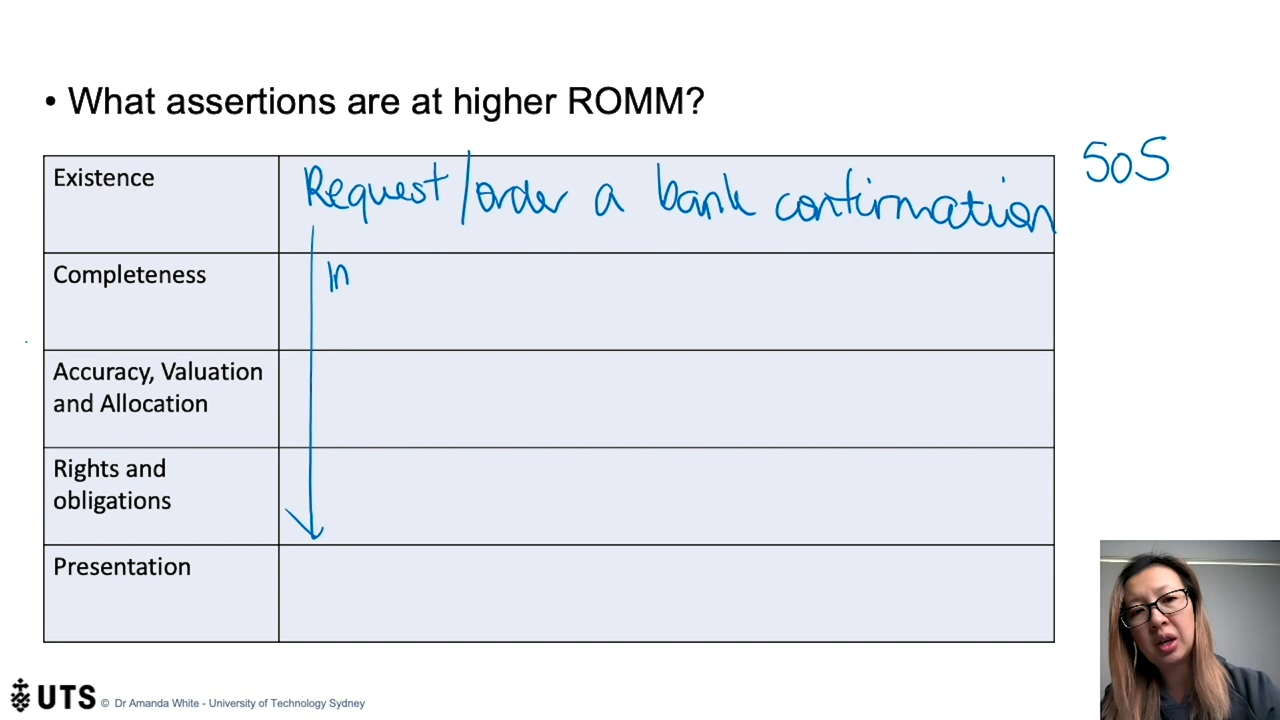 • What assertions are at higher ROMM?
SoS
Existence
Request/order a bank confirmation
Completeness
In
Accuracy, Valuation
and Allocation
Rights and
obligations
Presentation
UTS © Dr Amanda White - University of Technology Sydney